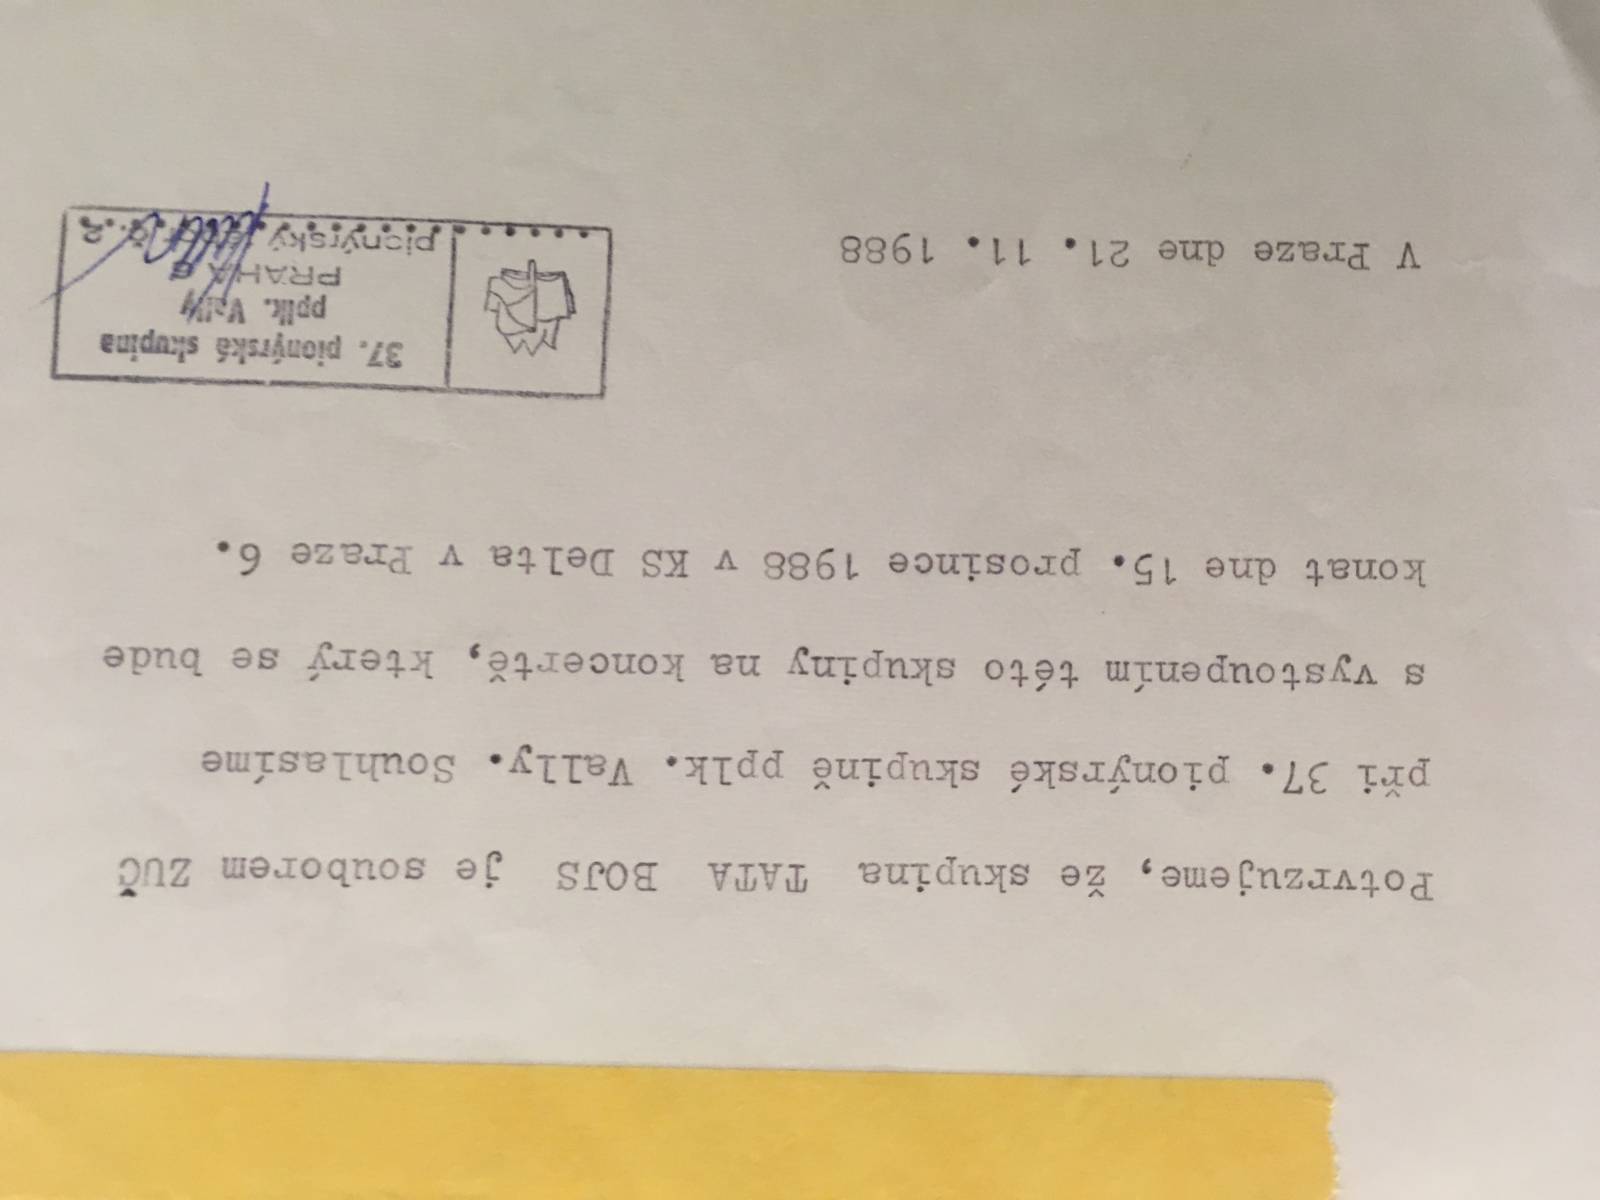 Potvrzujeme, že skupina TATA BOJS je souborem ZUČ
při 37. pionýrské skupině pplk. Vally. Souhlasíme
s vystoupením této skupiny na koncertě, který se bude
konat dne 15. prosince 1988 v KS Delta v Praze 6.
V Praze dne 21. 11. 1988
37. pionýrská skupina
pplk. Vally
PRAHA 6
pionýrský